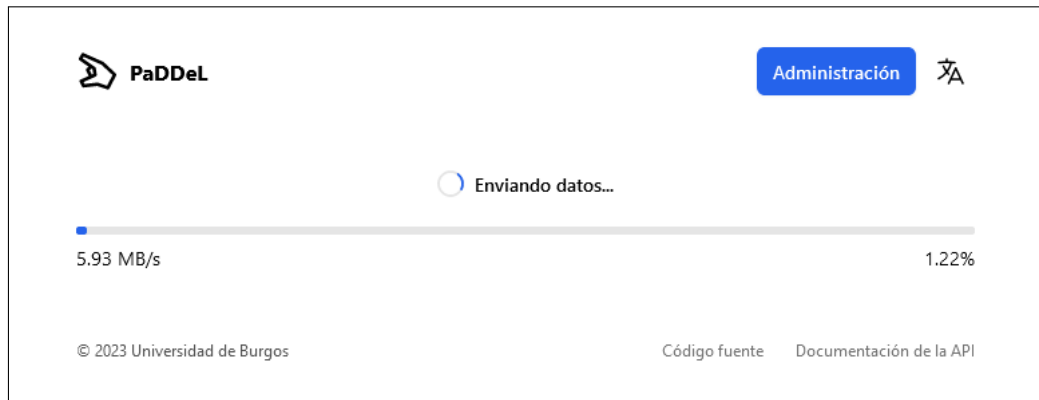 PaDDeL Administración
Enviando datos...
5.93 MB/s 1.22%
© 2023 Universidad de Burgos Código fuente Documentación de la API